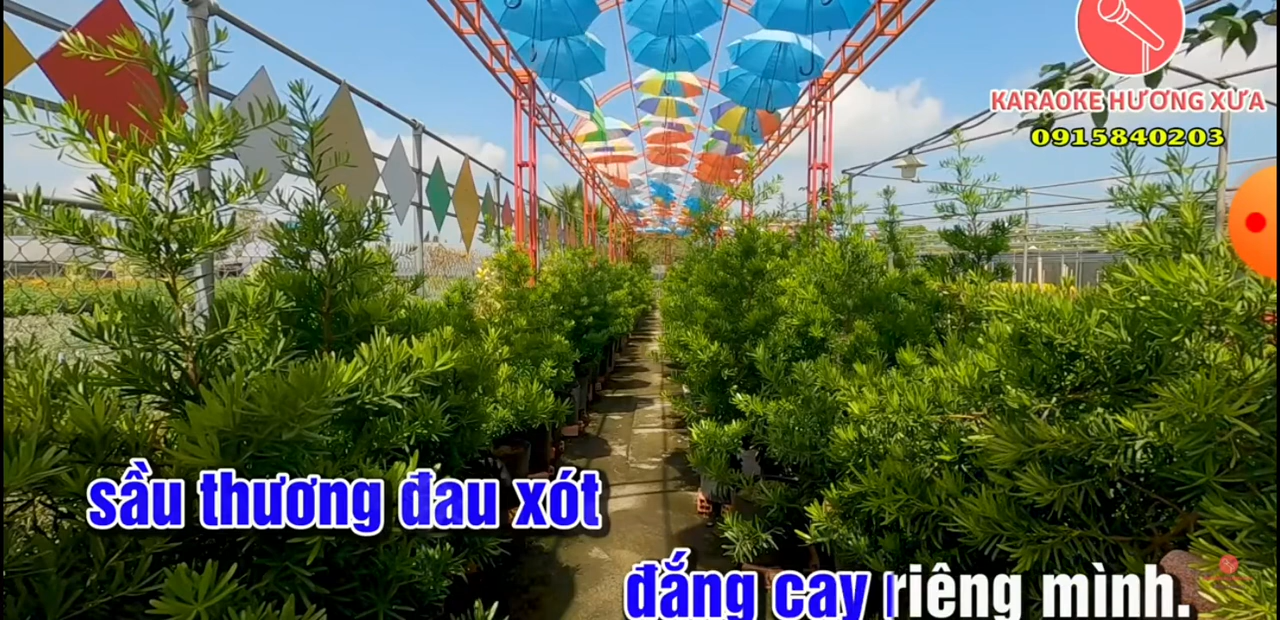 KARAOKE HƯƠNG XƯA
0915840203
sầu thương đau xót
đắng cay riêng mình.